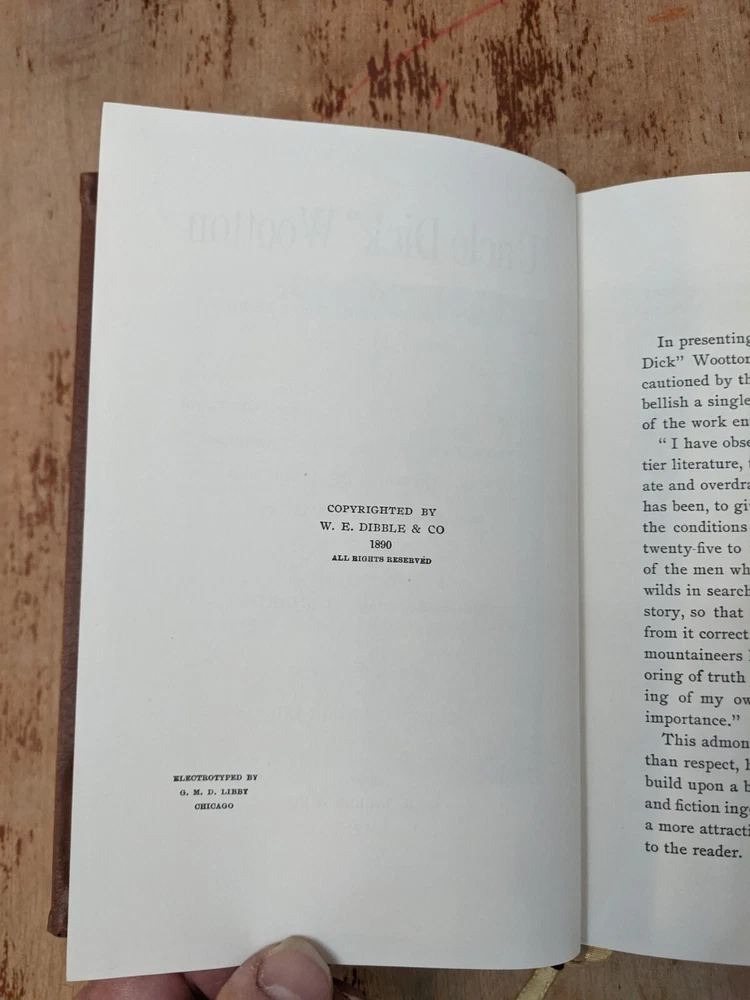 COPYRIGHTED BY
W. E. DIBBLE & CO
1890
ALL RIGHTS RESERVED
ELECTROTYPED BY
G. M. D. LIBBY
CHICAGO
In presenting
Dick" Wootton
cautioned by th
bellish a single
of the work en
" I have obse
tier literature,
ate and overdra
has been, to gi
the conditions
twenty-five to
of the men wh
wilds in search
story, so that
from it correct
mountaineers
oring of truth
ing of my ow
importance."
This admon
than respect, h
build upon a b
and fiction ing
a more attracti
to the reader.